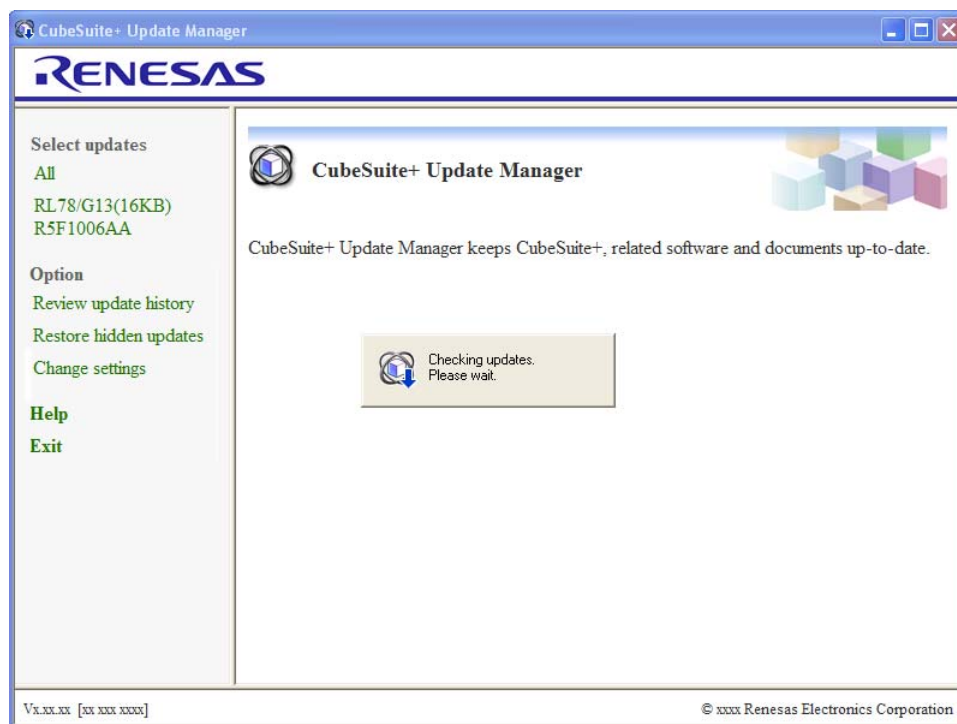 CubeSuite+ Update Manager
RENESAS
Select updates
All
RL78/G13(16KB)
R5F1006AA
Option
Review update history
Restore hidden updates
Change settings
Help
Exit
CubeSuite+ Update Manager
CubeSuite+ Update Manager keeps CubeSuite+, related software and documents up-to-date.
Checking updates.
Please wait.
Vx.xx.xx [xx xxx xxxx]
© xxxx Renesas Electronics Corporation